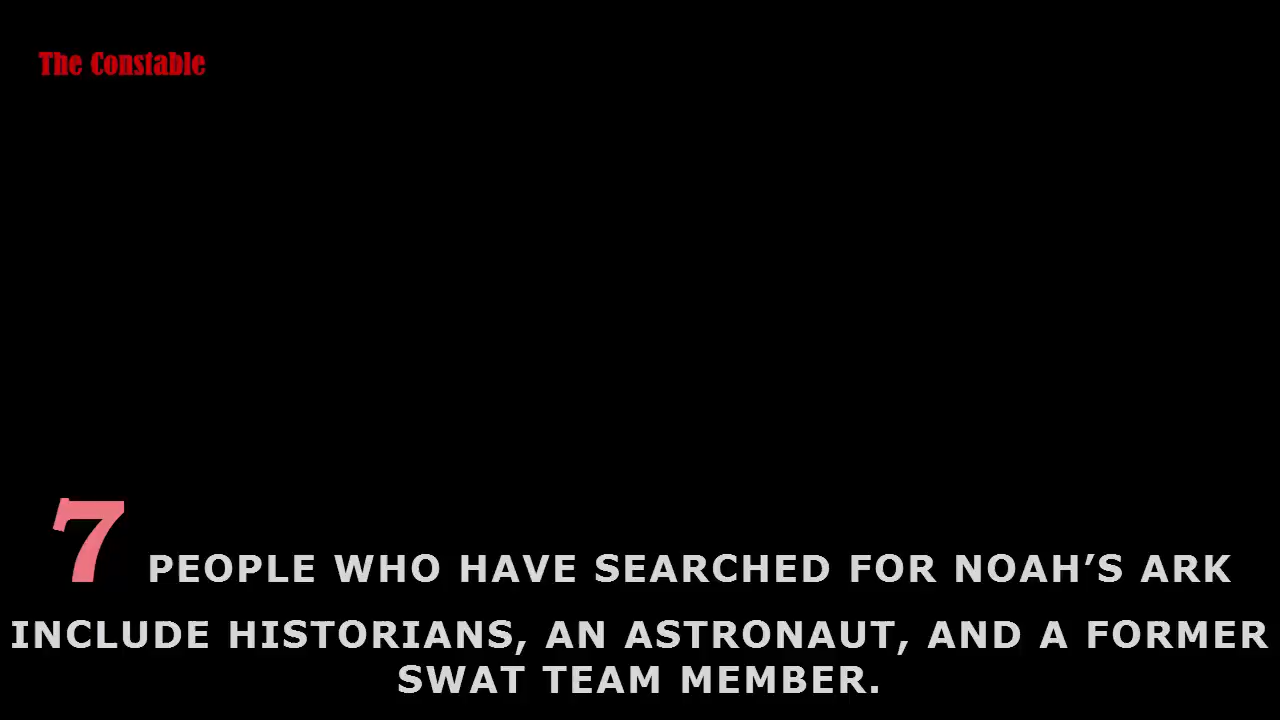 The Constable
7 PEOPLE WHO HAVE SEARCHED FOR NOAH’S ARK
INCLUDE HISTORIANS, AN ASTRONAUT, AND A FORMER
SWAT TEAM MEMBER.